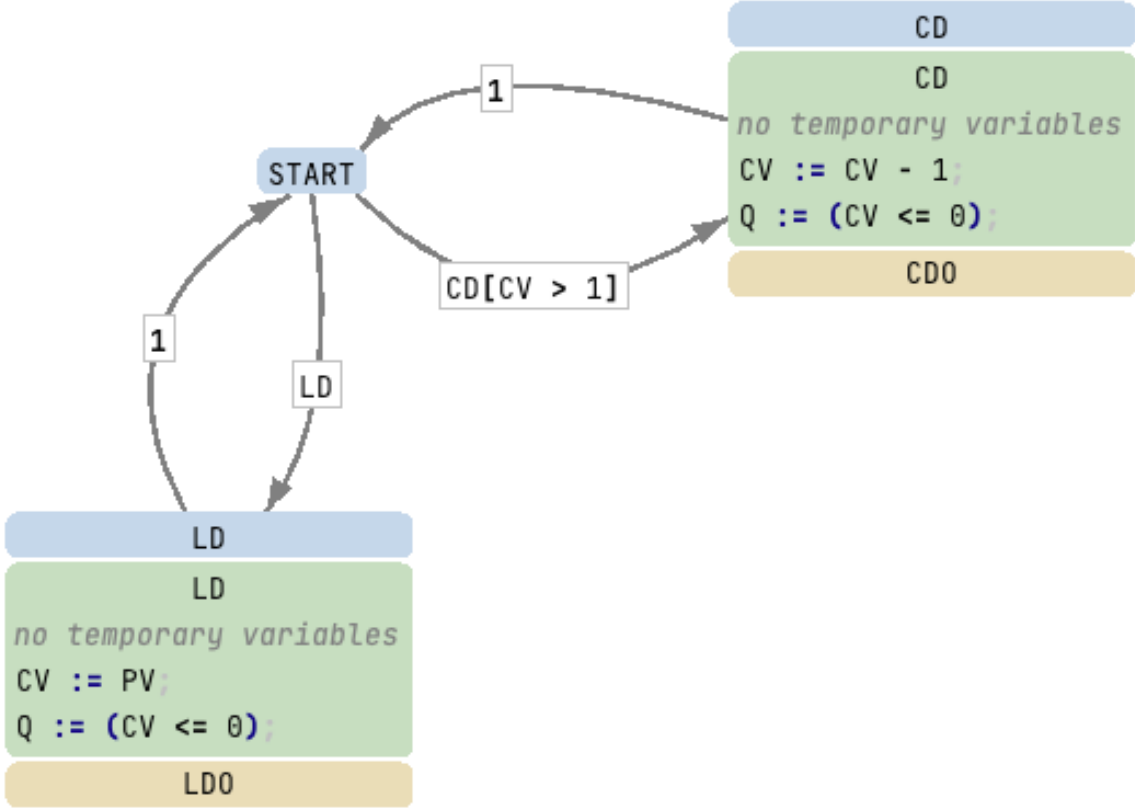 CD
CD
no temporary variables
CV := CV - 1;
Q := (CV <= 0);
CDO
1
START
CD[CV > 1]
1
LD
LD
LD
no temporary variables
CV := PV;
Q := (CV <= 0);
LDO